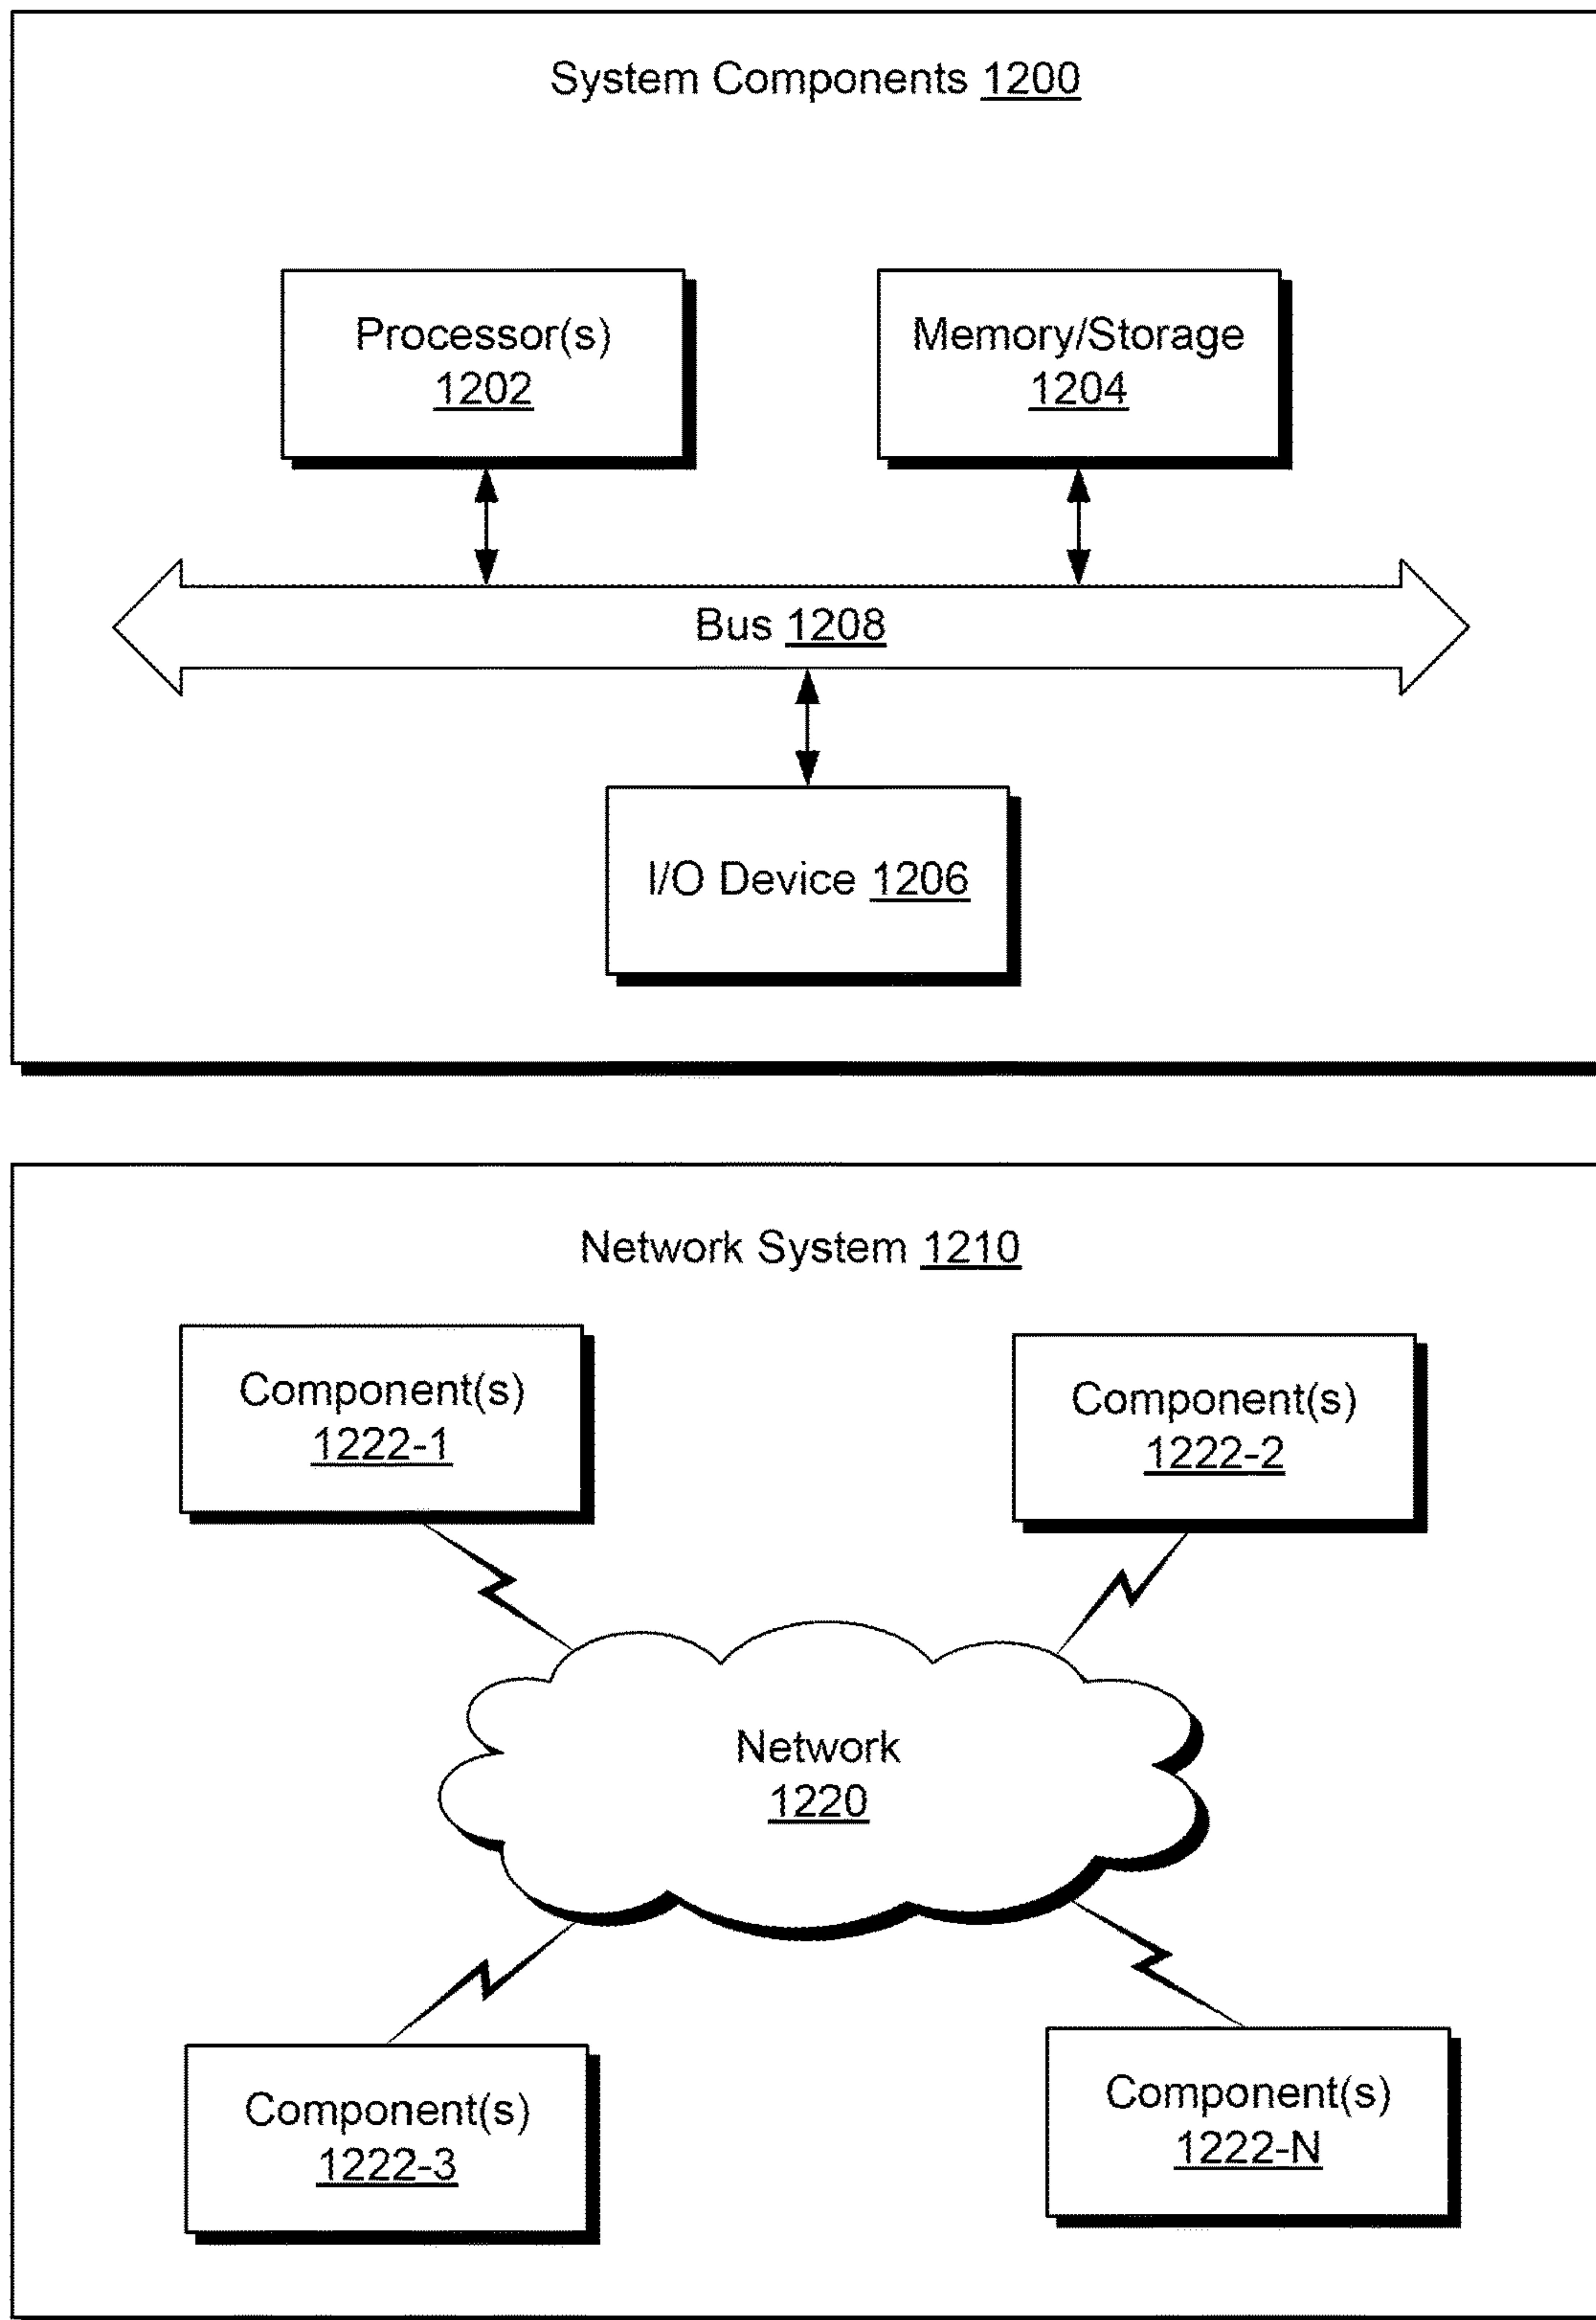 System Components 1200
Processor(s)
1202
Memory/Storage
1204
Bus 1208
I/O Device 1206
Network System 1210
Component(s)
1222-1
Component(s)
1222-2
Network
1220
Component(s)
1222-3
Component(s)
1222-N